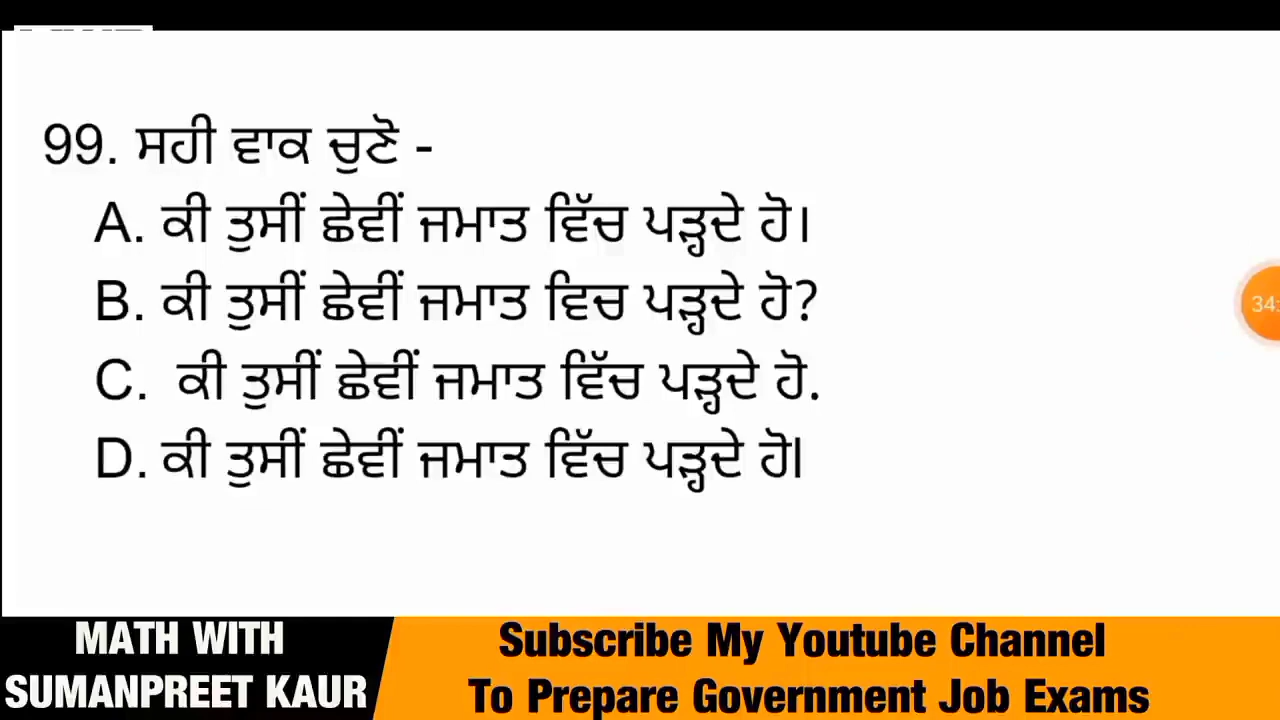 99. ਸਹੀ ਵਾਕ ਚੁਣੋ -
A. ਕੀ ਤੁਸੀਂ ਛੇਵੀਂ ਜਮਾਤ ਵਿੱਚ ਪੜ੍ਹਦੇ ਹੋ।
B. ਕੀ ਤੁਸੀਂ ਛੇਵੀਂ ਜਮਾਤ ਵਿਚ ਪੜ੍ਹਦੇ ਹੋ?
C. ਕੀ ਤੁਸੀਂ ਛੇਵੀਂ ਜਮਾਤ ਵਿੱਚ ਪੜ੍ਹਦੇ ਹੋ.
D. ਕੀ ਤੁਸੀਂ ਛੇਵੀਂ ਜਮਾਤ ਵਿੱਚ ਪੜ੍ਹਦੇ ਹੋl
34:
MATH WITH
SUMANPREET KAUR
Subscribe My Youtube Channel
To Prepare Government Job Exams